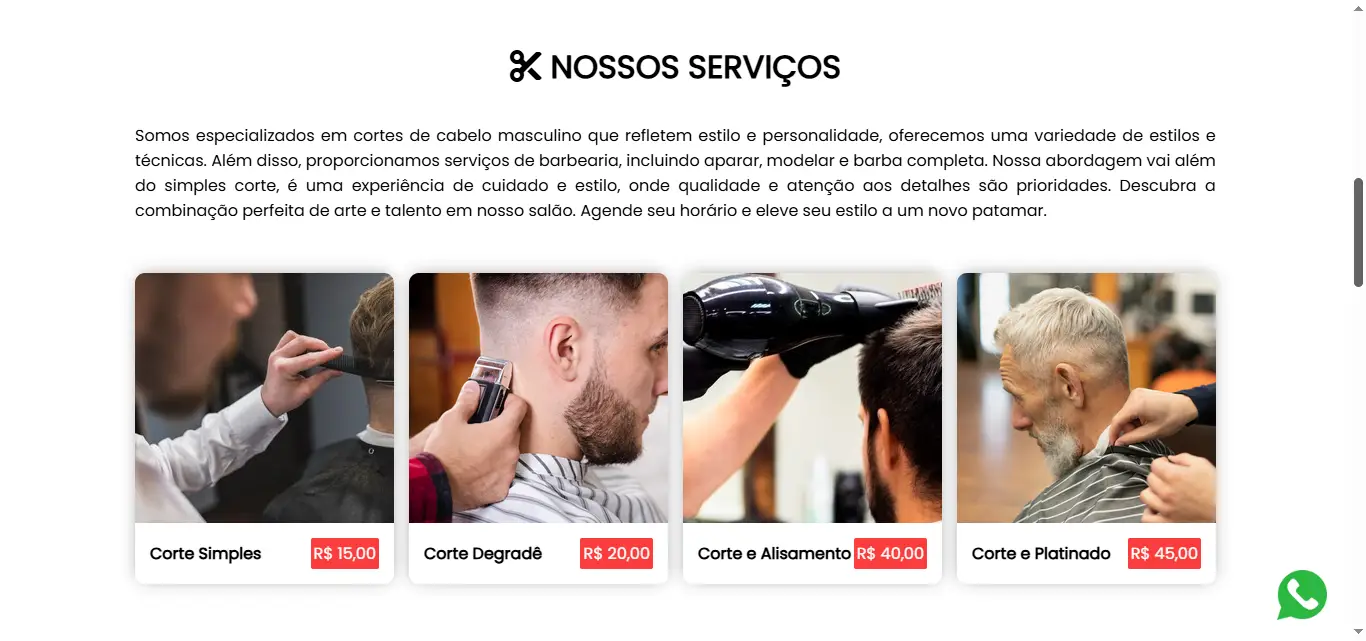 NOSSOS SERVIÇOS
Somos especializados em cortes de cabelo masculino que refletem estilo e personalidade, oferecemos uma variedade de estilos e
técnicas. Além disso, proporcionamos serviços de barbearia, incluindo aparar, modelar e barba completa. Nossa abordagem vai além
do simples corte, é uma experiência de cuidado e estilo, onde qualidade e atenção aos detalhes são prioridades. Descubra a
combinação perfeita de arte e talento em nosso salão. Agende seu horário e eleve seu estilo a um novo patamar.
Corte Simples R$ 15,00
Corte Degradê R$ 20,00
Corte e Alisamento R$ 40,00
Corte e Platinado R$ 45,00